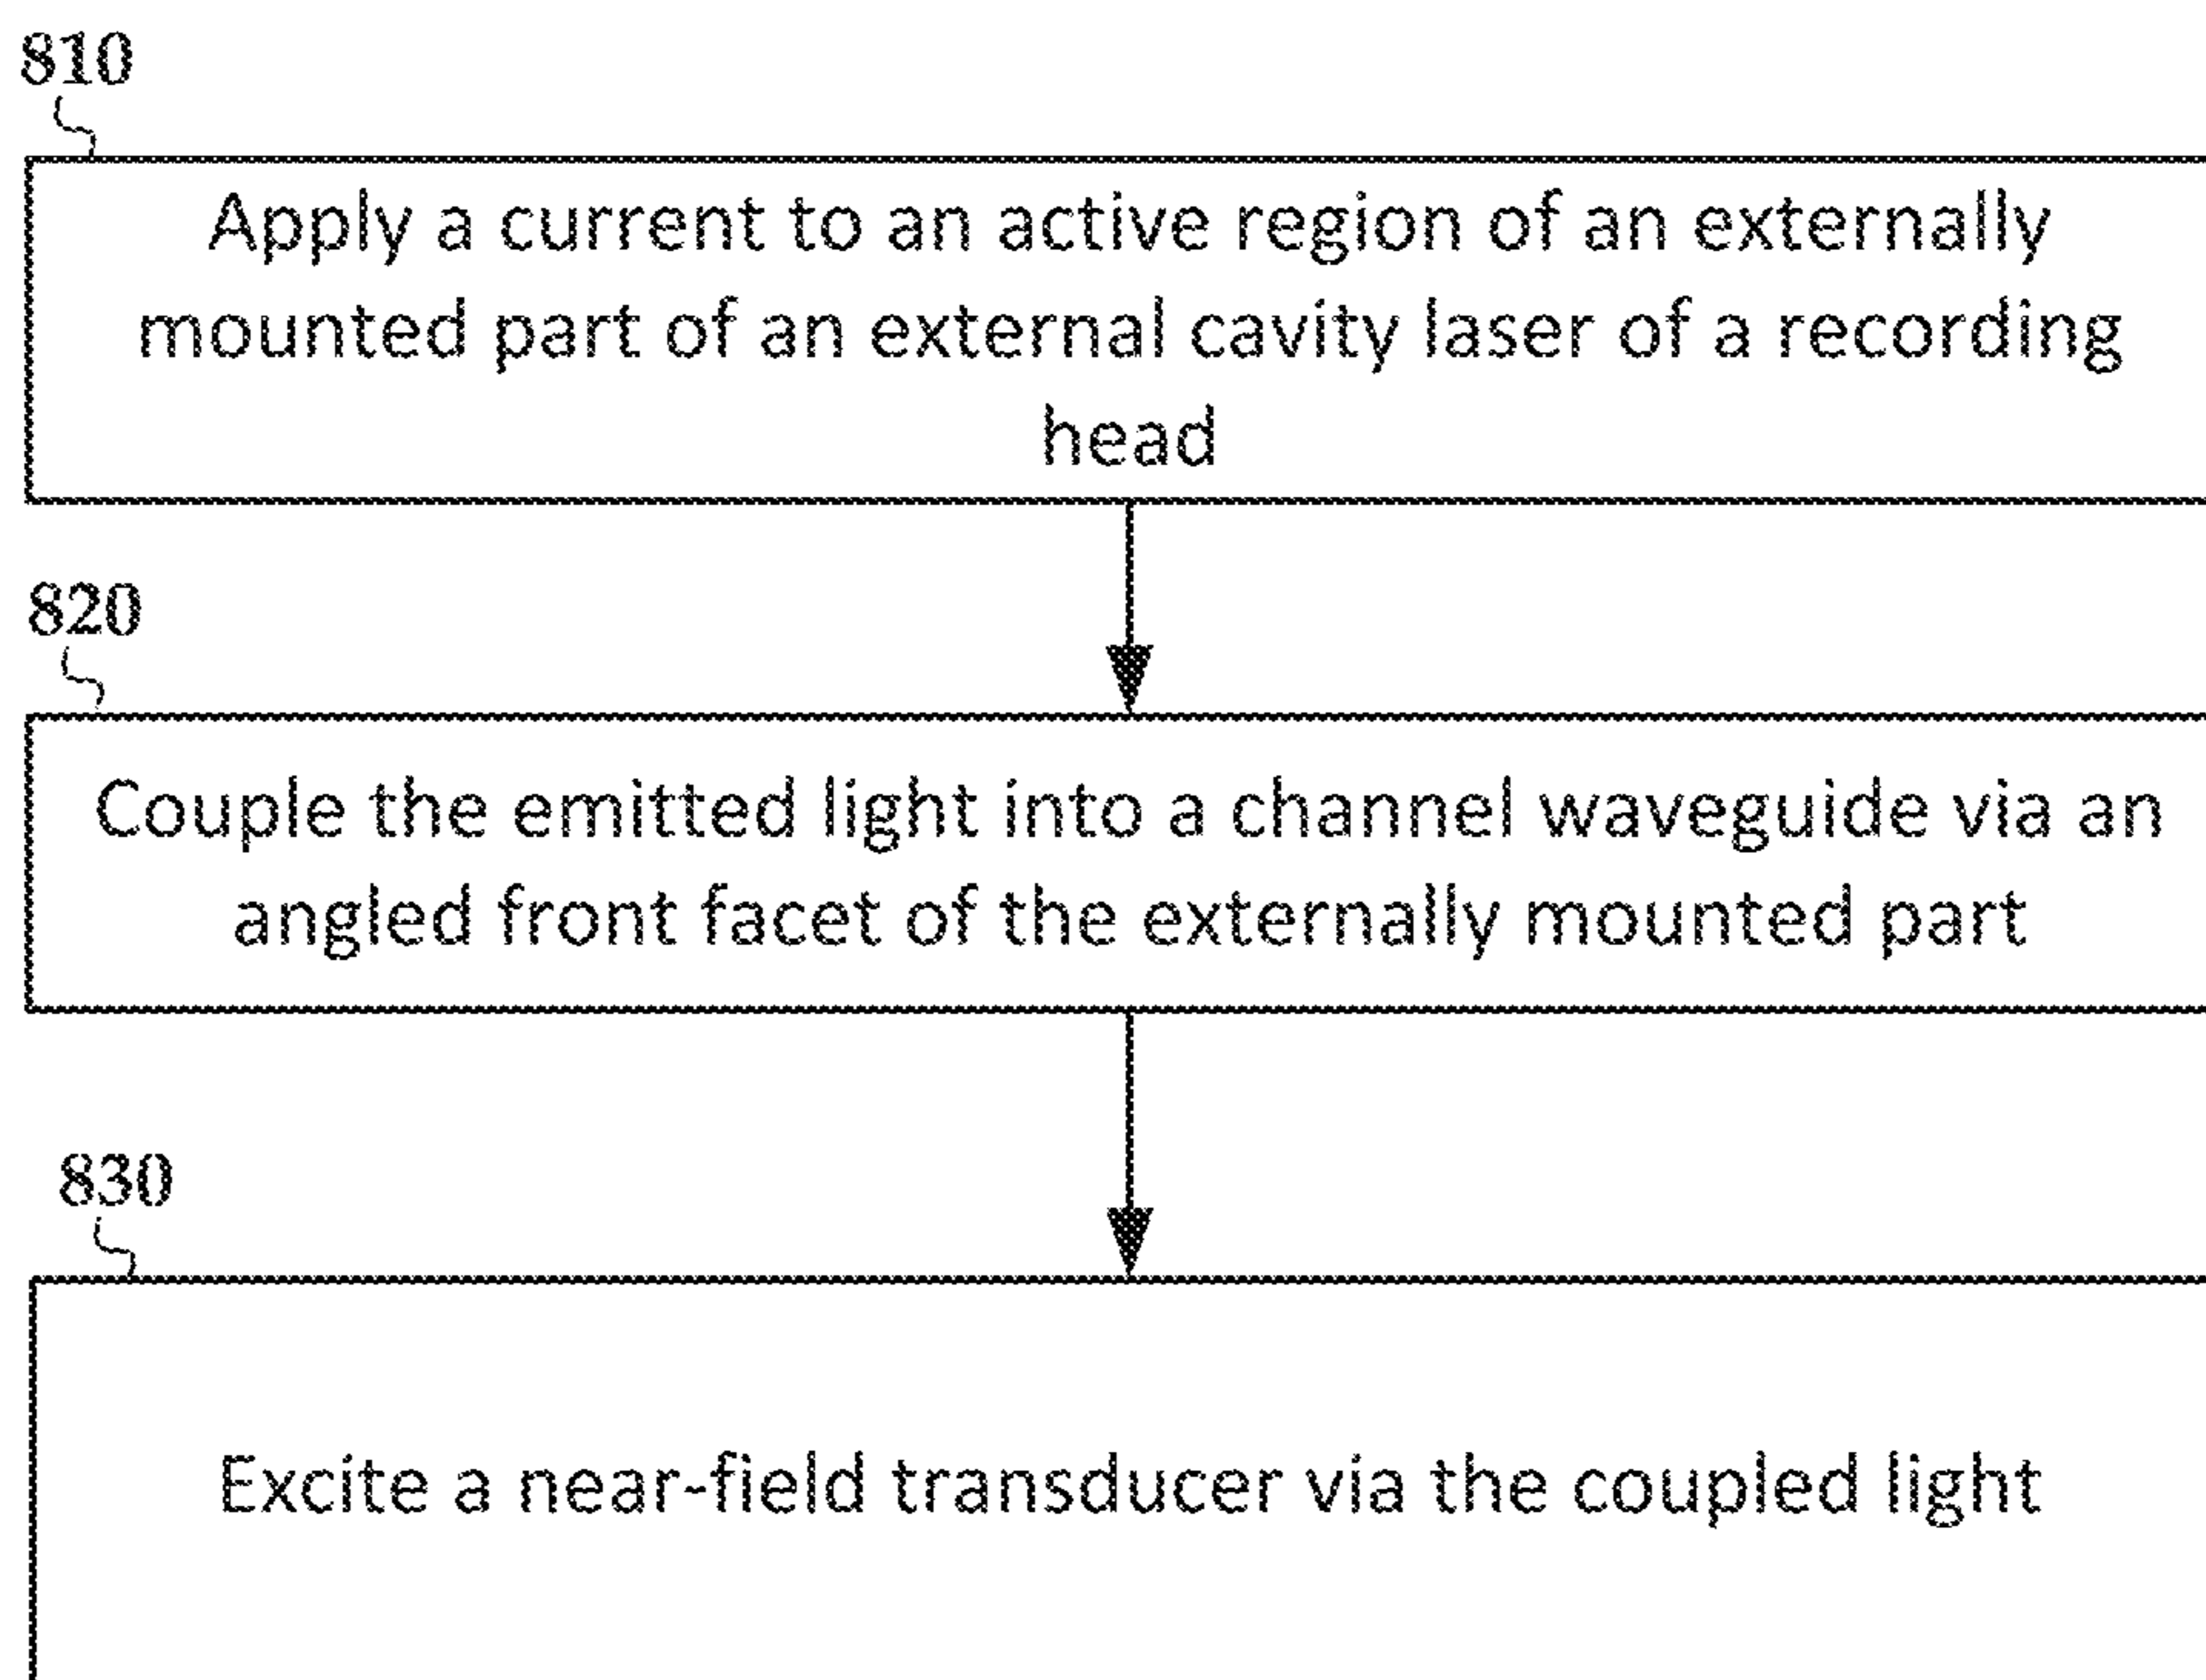 810
Apply a current to an active region of an externally
mounted part of an external cavity laser of a recording
head
820
Couple the emitted light into a channel waveguide via an
angled front facet of the externally mounted part
830
Excite a near-field transducer via the coupled light